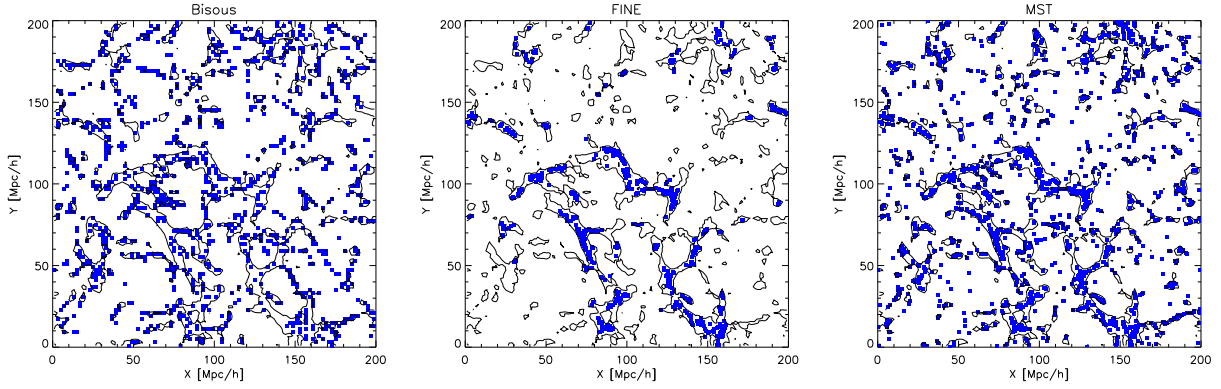 Bisous FINE MST
200 200 200
150 150 150
Y [Mpc/h] 100 Y [Mpc/h] 100 Y [Mpc/h] 100
50 50 50
0 0 0
0 50 100 150 200 0 50 100 150 200 0 50 100 150 200
X [Mpc/h] X [Mpc/h] X [Mpc/h]